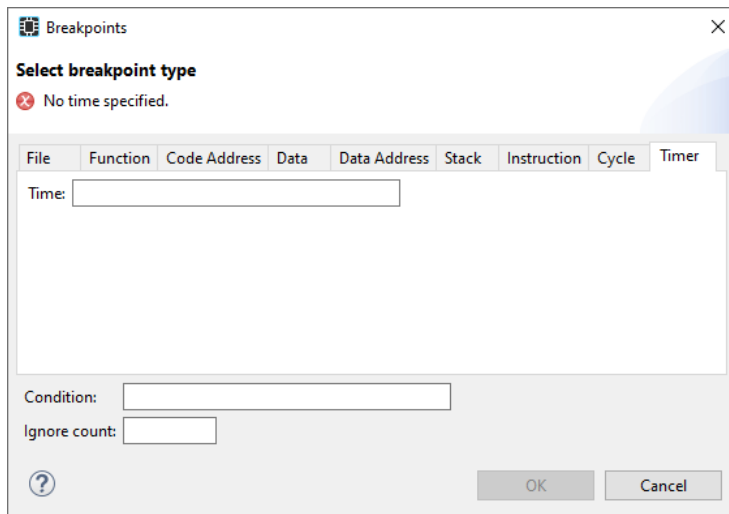 Breakpoints
Select breakpoint type
No time specified.
File Function Code Address Data Data Address Stack Instruction Cycle Timer
Time:
Condition:
Ignore count:
? OK Cancel